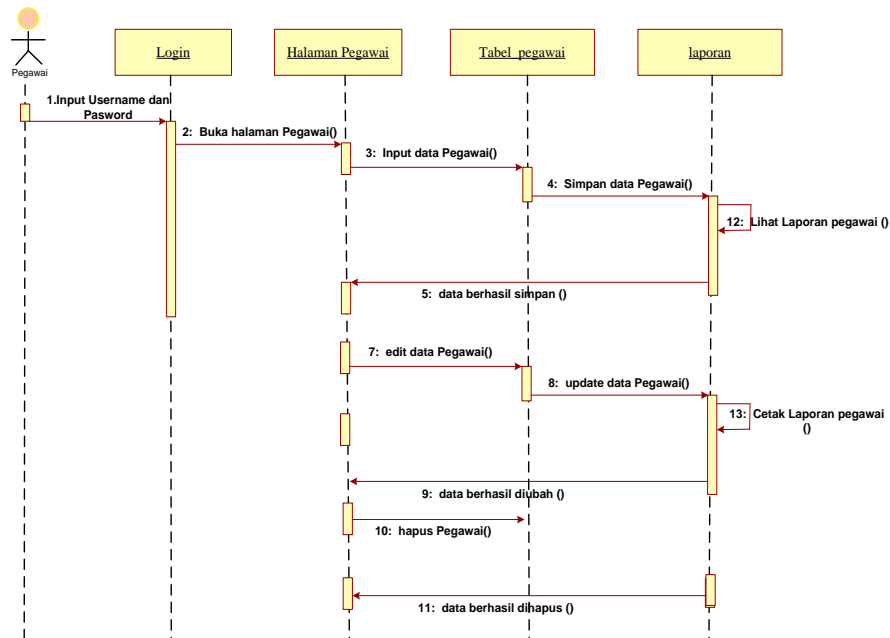 Pegawai
Login
Halaman Pegawai
Tabel_pegawai
laporan
1.Input Username dan
Pasword
2: Buka halaman Pegawai()
3: Input data Pegawai()
4: Simpan data Pegawai()
12: Lihat Laporan pegawai ()
5: data berhasil simpan ()
7: edit data Pegawai()
8: update data Pegawai()
13: Cetak Laporan pegawai
()
9: data berhasil diubah ()
10: hapus Pegawai()
11: data berhasil dihapus ()